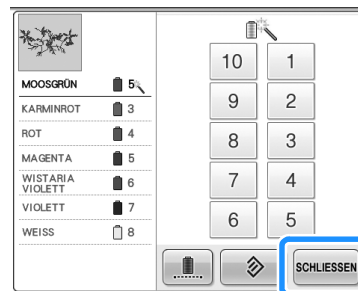 MOOSGRÜN 5
KARMINROT 3
ROT 4
MAGENTA 5
WISTARIA
VIOLETT 6
VIOLETT 7
WEISS 8
10 1
9 2
8 3
7 4
6 5
SCHLIESSEN